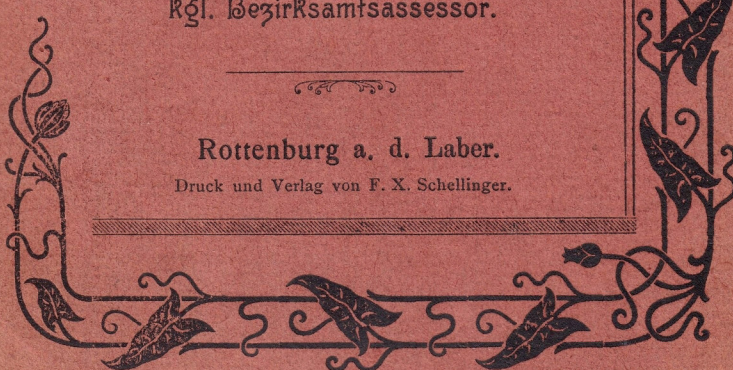 kgl. Bezirksamtsassessor.
Rottenburg a. d. Laber.
Druck und Verlag von F. X. Schellinger.